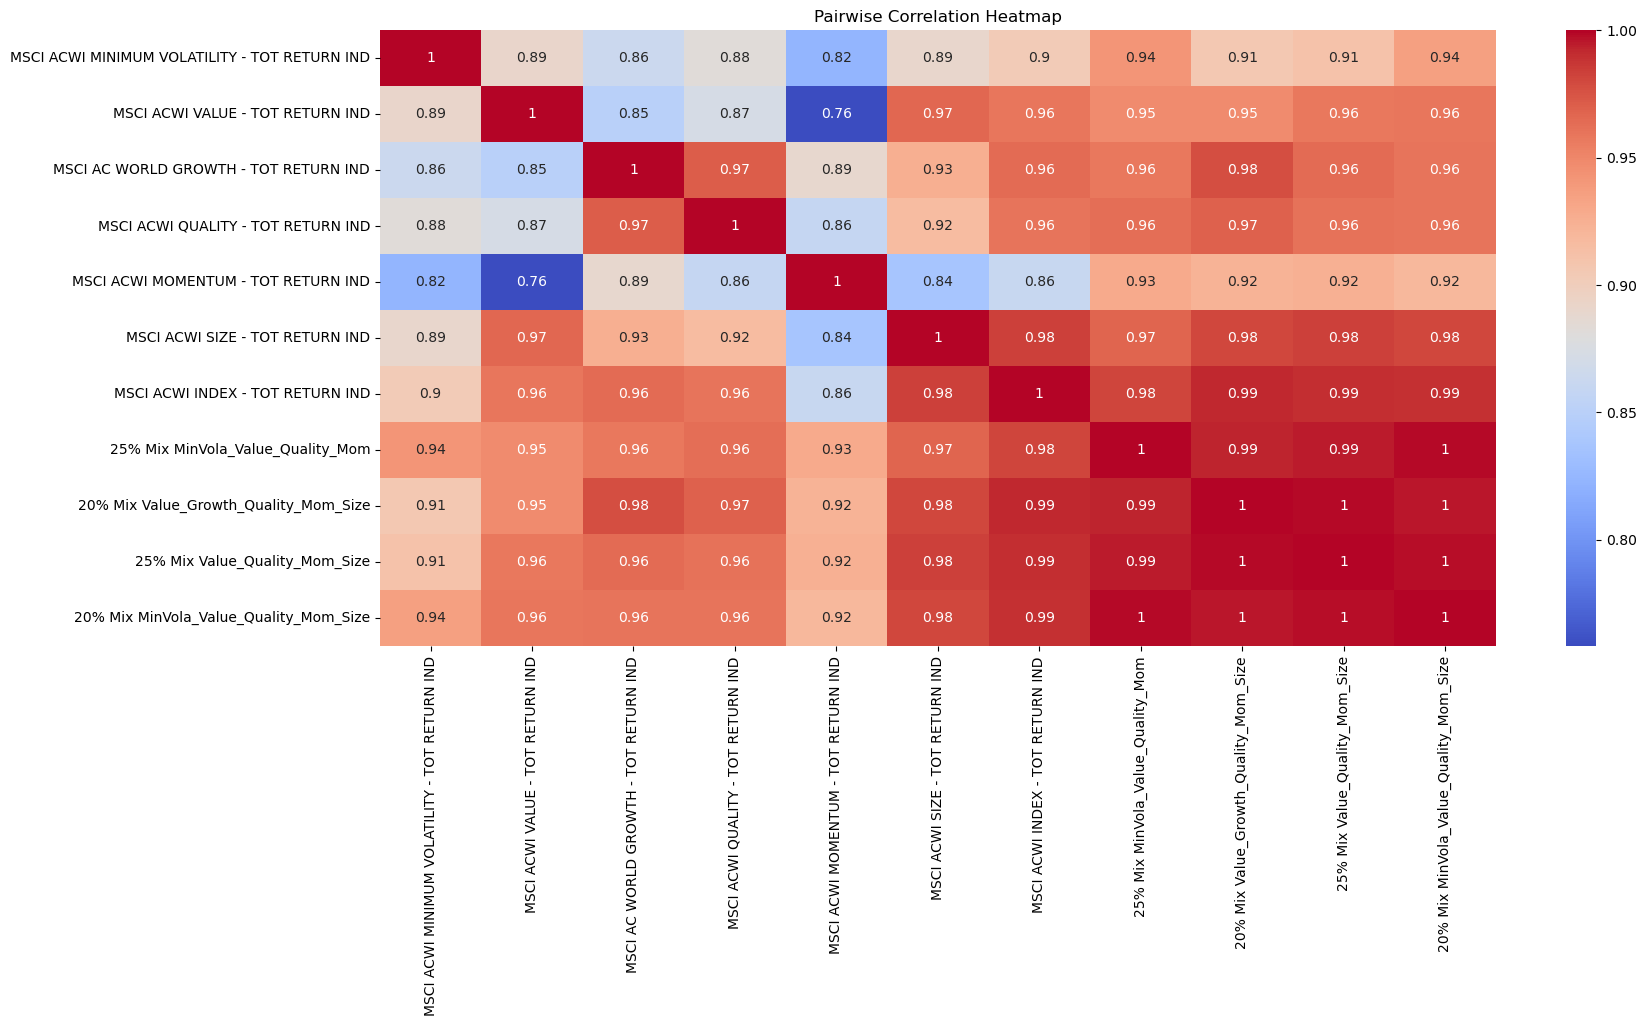 Pairwise Correlation Heatmap
MSCI ACWI MINIMUM VOLATILITY - TOT RETURN IND 1 0.89 0.86 0.88 0.82 0.89 0.9 0.94 0.91 0.91 0.94
MSCI ACWI VALUE - TOT RETURN IND 0.89 1 0.85 0.87 0.76 0.97 0.96 0.95 0.95 0.96 0.96
MSCI AC WORLD GROWTH - TOT RETURN IND 0.86 0.85 1 0.97 0.89 0.93 0.96 0.96 0.98 0.96 0.96
MSCI ACWI QUALITY - TOT RETURN IND 0.88 0.87 0.97 1 0.86 0.92 0.96 0.96 0.97 0.96 0.96
MSCI ACWI MOMENTUM - TOT RETURN IND 0.82 0.76 0.89 0.86 1 0.84 0.86 0.93 0.92 0.92 0.92
MSCI ACWI SIZE - TOT RETURN IND 0.89 0.97 0.93 0.92 0.84 1 0.98 0.97 0.98 0.98 0.98
MSCI ACWI INDEX - TOT RETURN IND 0.9 0.96 0.96 0.96 0.86 0.98 1 0.98 0.99 0.99 0.99
25% Mix MinVola_Value_Quality_Mom 0.94 0.95 0.96 0.96 0.93 0.97 0.98 1 0.99 0.99 1
20% Mix Value_Growth_Quality_Mom_Size 0.91 0.95 0.98 0.97 0.92 0.98 0.99 0.99 1 1 1
25% Mix Value_Quality_Mom_Size 0.91 0.96 0.96 0.96 0.92 0.98 0.99 0.99 1 1 1
20% Mix MinVola_Value_Quality_Mom_Size 0.94 0.96 0.96 0.96 0.92 0.98 0.99 1 1 1 1
MSCI ACWI MINIMUM VOLATILITY - TOT RETURN IND
MSCI ACWI VALUE - TOT RETURN IND
MSCI AC WORLD GROWTH - TOT RETURN IND
MSCI ACWI QUALITY - TOT RETURN IND
MSCI ACWI MOMENTUM - TOT RETURN IND
MSCI ACWI SIZE - TOT RETURN IND
MSCI ACWI INDEX - TOT RETURN IND
25% Mix MinVola_Value_Quality_Mom
20% Mix Value_Growth_Quality_Mom_Size
25% Mix Value_Quality_Mom_Size
20% Mix MinVola_Value_Quality_Mom_Size
1.00
0.95
0.90
0.85
0.80